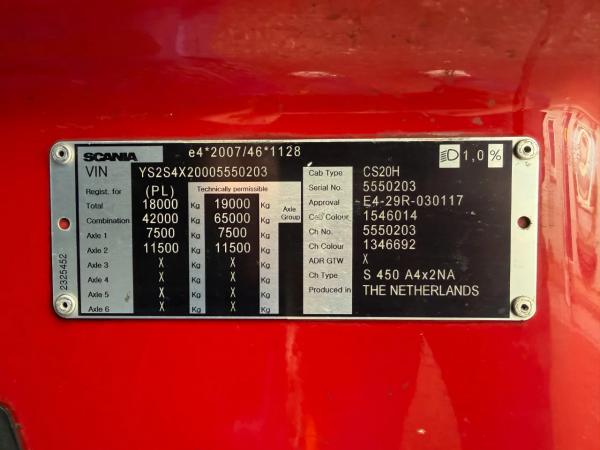 SCANIA e4*2007/46*1128 1,0%
VIN YS2S4X20005550203
Regist. for (PL) Technically permissible
Total 18000 Kg 19000 Kg
Combination 42000 Kg 65000 Kg
Axle 1 7500 Kg 7500 Kg
Axle 2 11500 Kg 11500 Kg
Axle 3 X Kg X Kg
Axle 4 X Kg X Kg
Axle 5 X Kg X Kg
Axle 6 X Kg X Kg
Axle Group
Cab Type CS20H
Serial No. 5550203
Approval E4-29R-030117
Cab Colour 1546014
Ch No. 5550203
Ch Colour 1346692
ADR GTW X
Ch Type S 450 A4x2NA
Produced in THE NETHERLANDS
2325452